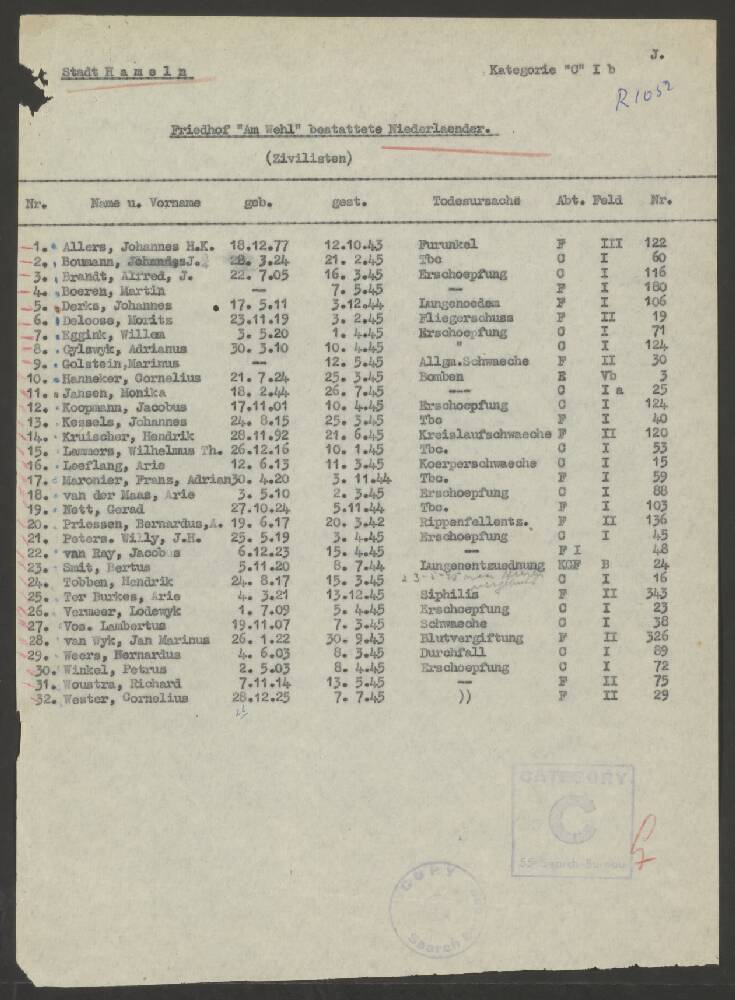 J.
Stadt Hameln Kategorie "C" I b
R 1052
Friedhof "Am Wehl" bestattete Niederlaender.
(Zivilisten)
Nr. Name u. Vorname geb. gest. Todesursache Abt. Feld Nr.
1. Allers, Johannes H.K. 18.12.77 12.10.43 Furunkel F III 122
2. Boumann, Johannes J. 28. 3.24 21. 2.45 Tbc C I 60
3. Brandt, Alfred, J. 22. 7.05 16. 3.45 Erschoepfung C I 116
4. Boeren, Martin — 7. 5.45 — F I 180
5. Derks, Johannes 17. 5.11 3.12.44 Lungenoedem F I 106
6. Deloose, Moritz 23.11.19 3. 2.45 Fliegerschuss F II 19
7. Eggink, Willem 3. 5.20 1. 4.45 Erschoepfung C I 71
8. Gylswyk, Adrianus 30. 3.10 10. 4.45 " C I 124
9. Golstein,Marinus — 12. 5.45 Allgm.Schwaeche F II 30
10. Hanneker, Cornelius 21. 7.24 25. 3.45 Bomben E Vb 3
11. Jansen, Monika 18. 2.44 26. 7.45 --- C I a 25
12. Koopmann, Jacobus 17.11.01 10. 4.45 Erschoepfung C I 124
13. Kessels, Johannes 24. 8.15 25. 3.45 Tbc F I 40
14. Kruischer, Hendrik 28.11.92 21. 6.45 Kreislaufschwaeche F II 120
15. Lammers, Wilhelmus Th. 26.12.16 10. 1.45 Tbc. C I 53
16. Leeflang, Arie 12. 6.13 11. 3.45 Koerperschwaeche C I 15
17. Maronier, Frans, Adrian30. 4.20 3. 11.44 Tbc. F I 59
18. van der Maas, Arie 3. 5.10 2. 3.45 Erschoepfung C I 88
19. Nett, Gerad 27.10.24 5.11.44 Tbc. F I 103
20. Priessen, Bernardus,A. 19. 6.17 20. 3.42 Rippenfellentz. F II 136
21. Peters. Willy, J.H. 25. 5.19 3. 4.45 Erschoepfung C I 45
22. van Ray, Jacobus 6.12.23 15. 4.45 — F I 48
23. Smit, Bertus 5.11.20 8. 7.44 Lungenentzuednung KGF B 24
24. Tobben, Hendrik 24. 8.17 15. 3.45 C I 16
25. Ter Burkes, Arie 4. 3.21 13.12.45 Siphilis F II 343
26. Vermeer, Lodewyk 1. 7.09 5. 4.45 Erschoepfung C I 23
27. Vos. Lambertus 19.11.07 7. 3.45 Schwaeche C I 38
28. van Wyk, Jan Marinus 26. 1.22 30. 9.43 Blutvergiftung F II 326
29. Weers, Bernardus 4. 6.03 8. 3.45 Durchfall C I 89
30. Winkel, Petrus 2. 5.03 8. 4.45 Erschoepfung C I 72
31. Woustra, Richard 7.11.14 13. 5.45 — F II 75
32. Wester, Cornelius 28.12.25 7. 7.45 )) F II 29
CATEGORY
C
Search-Bureau
COPY
Search